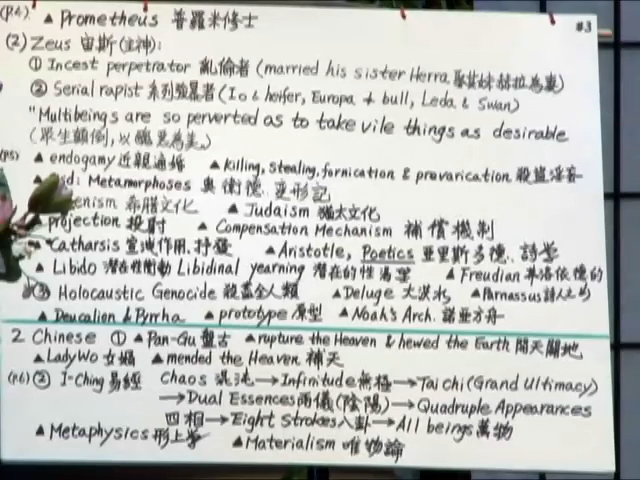 (P.4) ▲ Prometheus 普羅米修士 #3
(2) Zeus 宙斯 (主神):
① Incest perpetrator 亂倫者 (married his sister Herra, 娶其妹赫拉為妻)
② Serial rapist 系列強暴者 (Io & heifer, Europa & bull, Leda & Swan)
"Multibeings are so perverted as to take vile things as desirable
(眾生顛倒,以醜惡為美。)
(P5) ▲ endogamy 近親通婚 ▲ Killing, Stealing, fornication & prevarication 殺盜淫妄
: Metamorphoses 奧衛德 變形記
enism 希腊文化 ▲ Judaism 猶太文化
projection 投射 ▲ Compensation Mechanism 補償機制
▲ Catharsis 宣洩作用、抒發 ▲ Aristotle, Poetics 亚里斯多德, 詩學
▲ Libido 潛在性衝動 Libidinal yearning 潛在的性渴望 ▲ Freudian 弗洛依德的
③ Holocaustic Genocide 殺盡全人類 ▲ Deluge 大洪水 ▲ Parnassus
▲ Deucalion & Pyrrha ▲ prototype 原型 ▲ Noah's Arch. 諾亚方舟
2 Chinese ① ▲ Pan-Gu 盤古 ▲ rupture the Heaven & hewed the Earth 開天闢地
▲ Lady Wo 女媧 ▲ mended the Heaven 補天
(P6) ② I-Ching 易經 Chaos 混沌 → Infinitude 無極 → Tai chi (Grand Ultimacy)
→ Dual Essences 兩儀 (陰陽) → Quadruple Appearances
四相 → Eight Strokes 八卦 → All beings 萬物
▲ Metaphysics 形上學 ▲ Materialism 唯物論